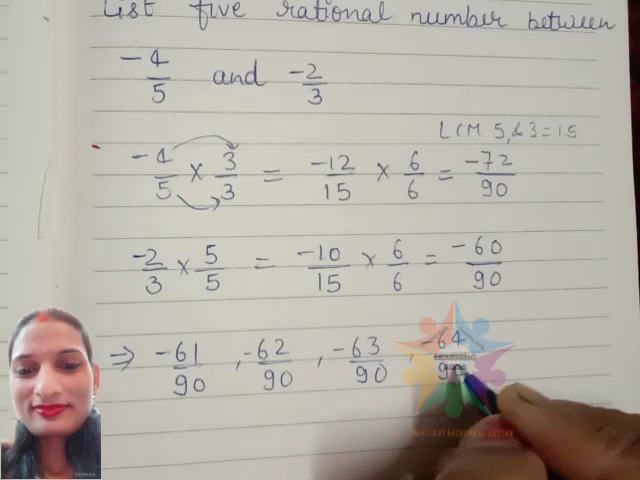 List five rational number between
-4/5 and -2/3
LCM 5,&3=15
-4/5 × 3/3 = -12/15 × 6/6 = -72/90
-2/3 × 5/5 = -10/15 × 6/6 = -60/90
⇒ -61/90, -62/90, -63/90, -64/90
LEARNING